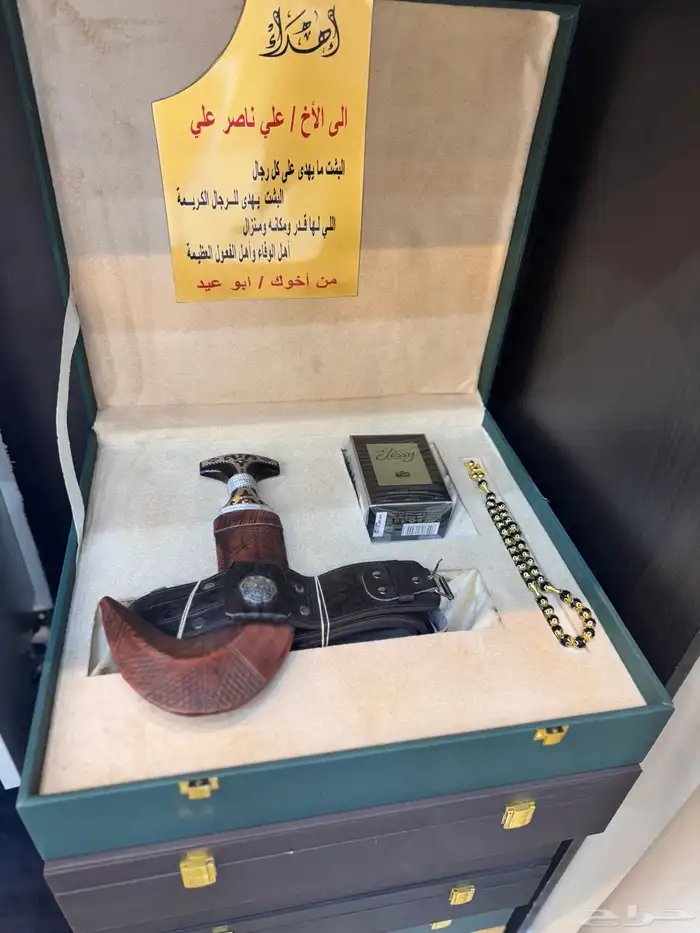 إهداء
الى الأخ / علي ناصر علي
البشت ما يهدى على كل رجال
البشت يهدى للرجال الكريمة
اللي لها قدر ومكانه ومنزال
أهل الوفاء وأهل الفعول العظيمة
من أخوك / ابو عيد
حراج